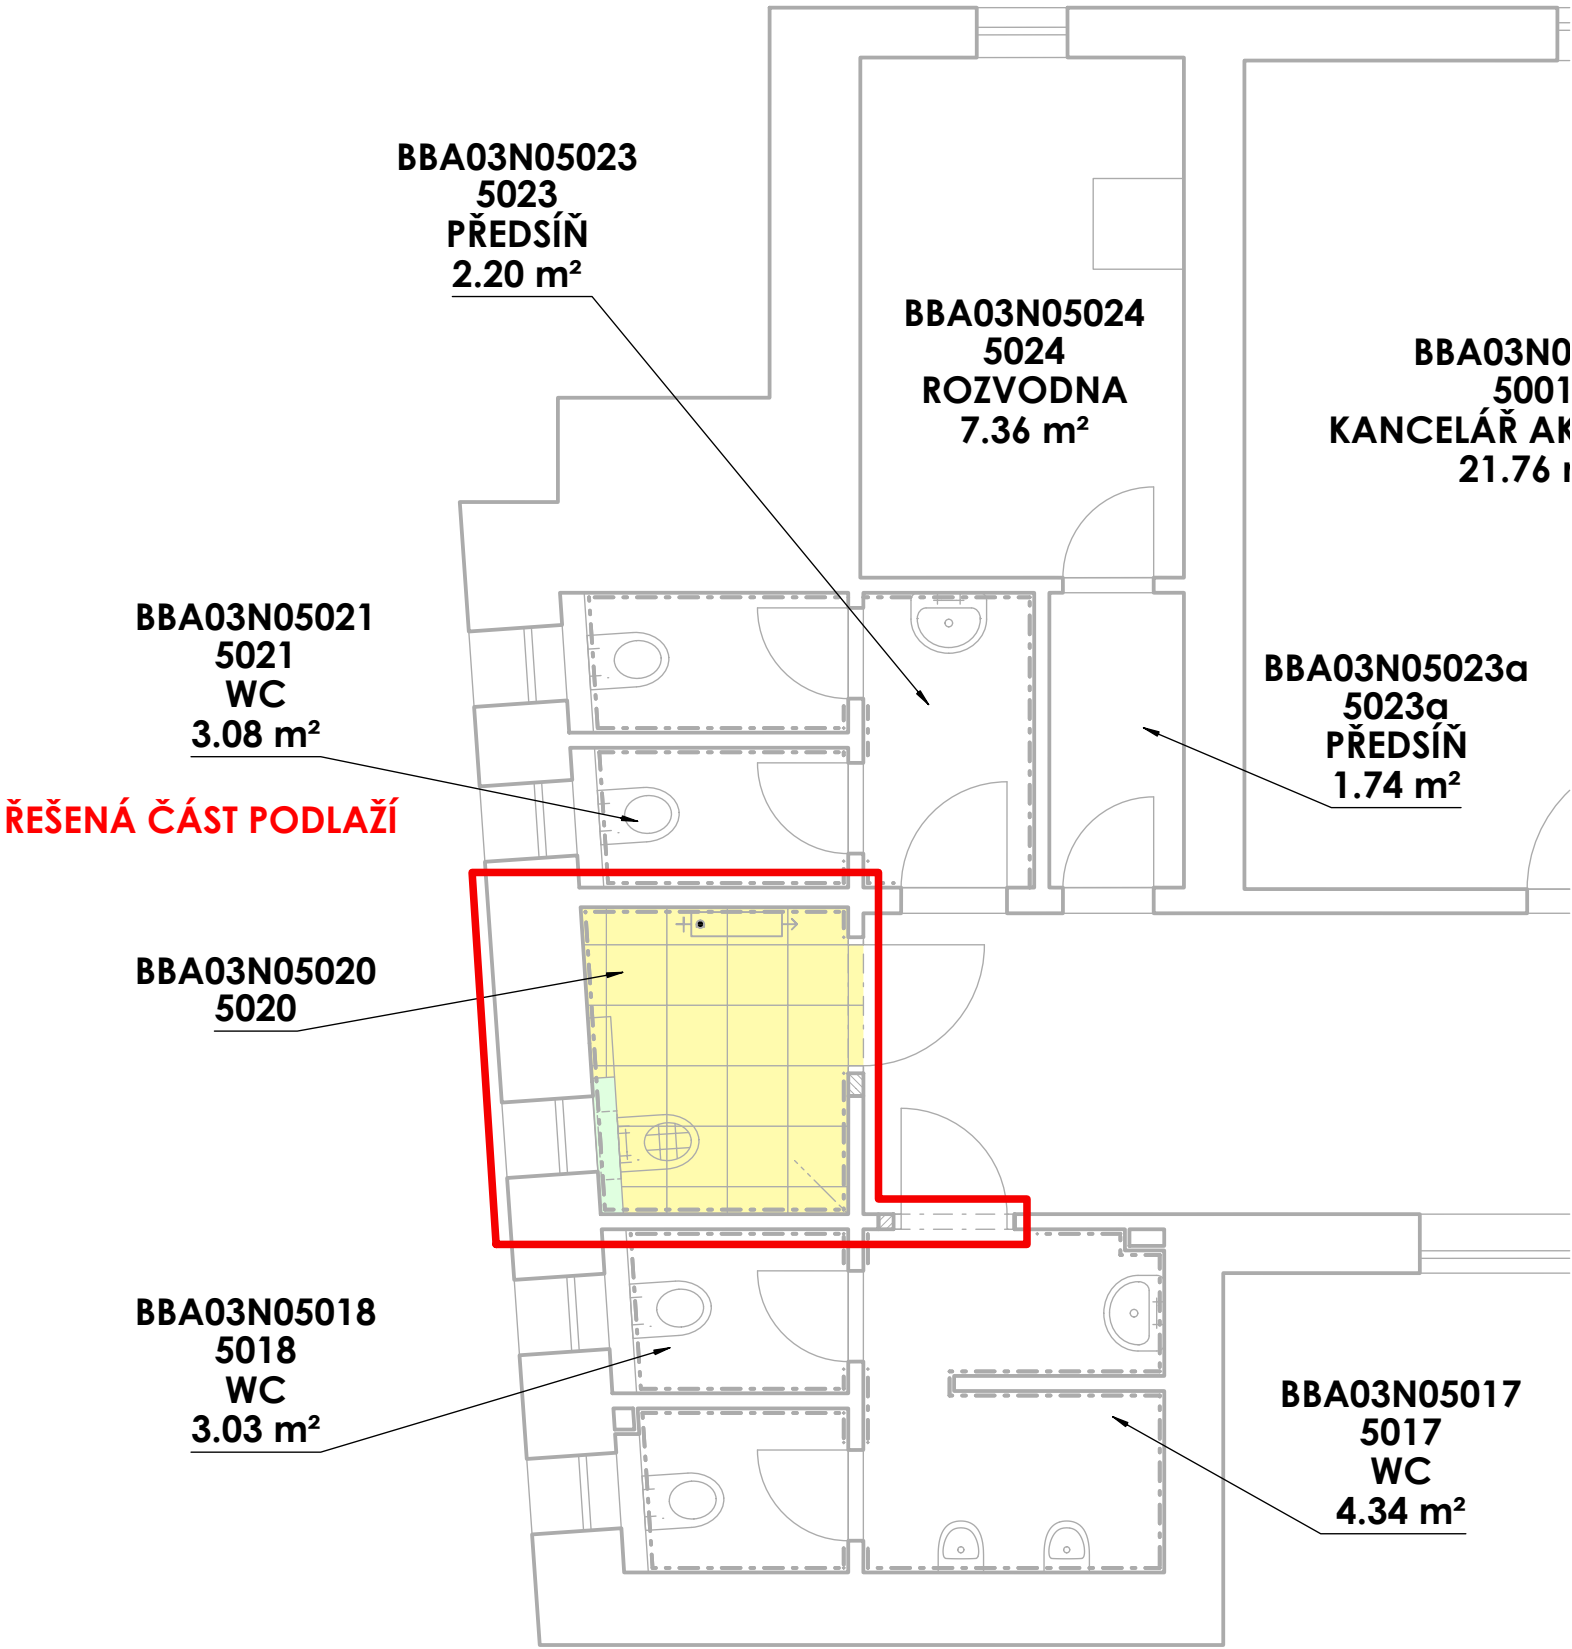 BBA03N05023
5023
PŘEDSÍŇ
2.20 m²
BBA03N05024
5024
ROZVODNA
7.36 m²
BBA03N0
5001
KANCELÁŘ AK
21.76 m
BBA03N05021
5021
WC
3.08 m²
BBA03N05023a
5023a
PŘEDSÍŇ
1.74 m²
ŘEŠENÁ ČÁST PODLAŽÍ
BBA03N05020
5020
BBA03N05018
5018
WC
3.03 m²
BBA03N05017
5017
WC
4.34 m²